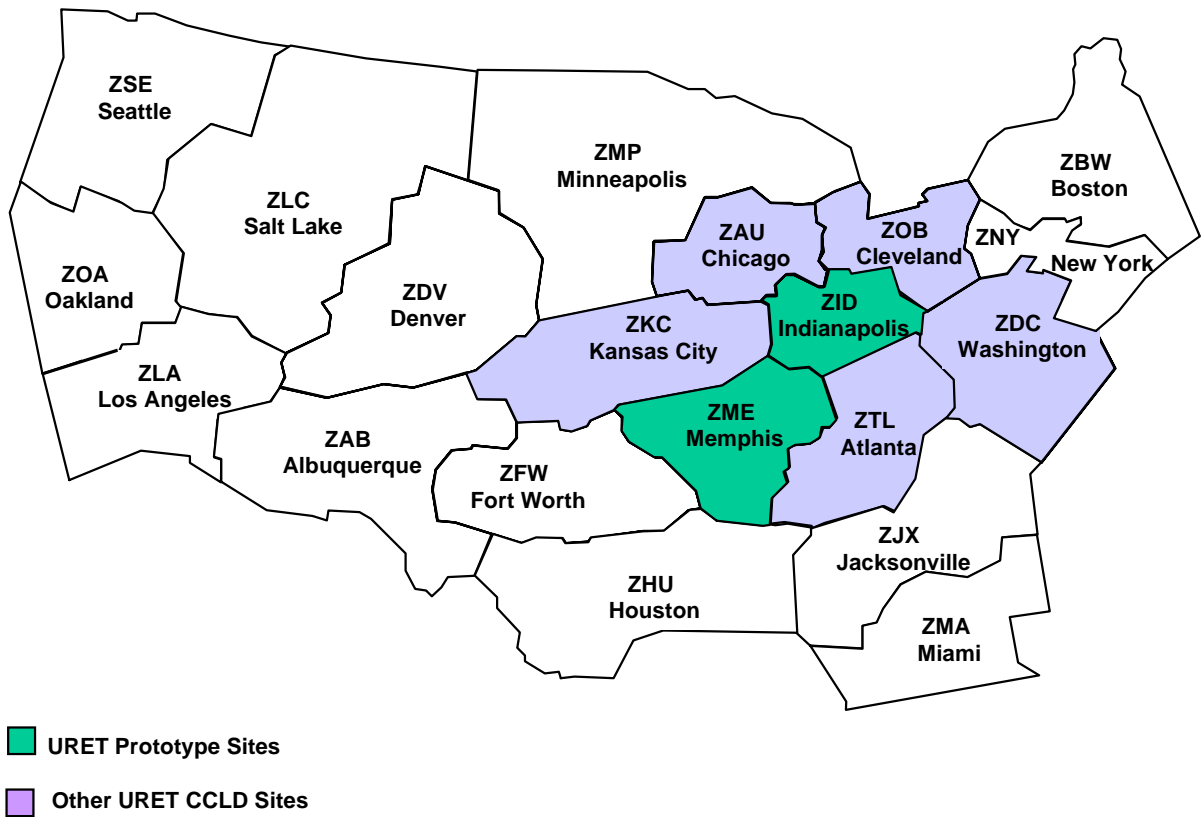 ZSE
Seattle
ZMP
Minneapolis
ZBW
Boston
ZLC
Salt Lake
ZAU
Chicago
ZOB
Cleveland
ZNY
New York
ZOA
Oakland
ZDV
Denver
ZID
Indianapolis
ZKC
Kansas City
ZDC
Washington
ZLA
Los Angeles
ZME
Memphis
ZTL
Atlanta
ZAB
Albuquerque
ZFW
Fort Worth
ZJX
Jacksonville
ZHU
Houston
ZMA
Miami
URET Prototype Sites
Other URET CCLD Sites